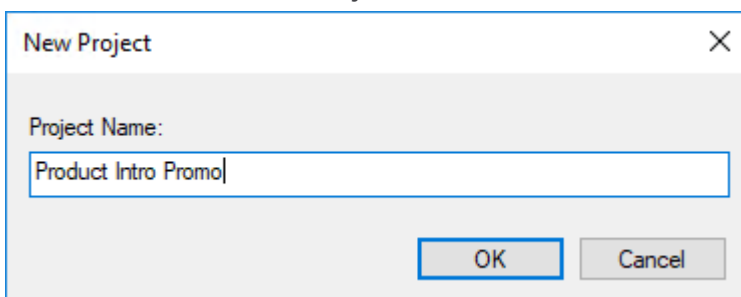 New Project
Project Name:
Product Intro Promo
OK Cancel